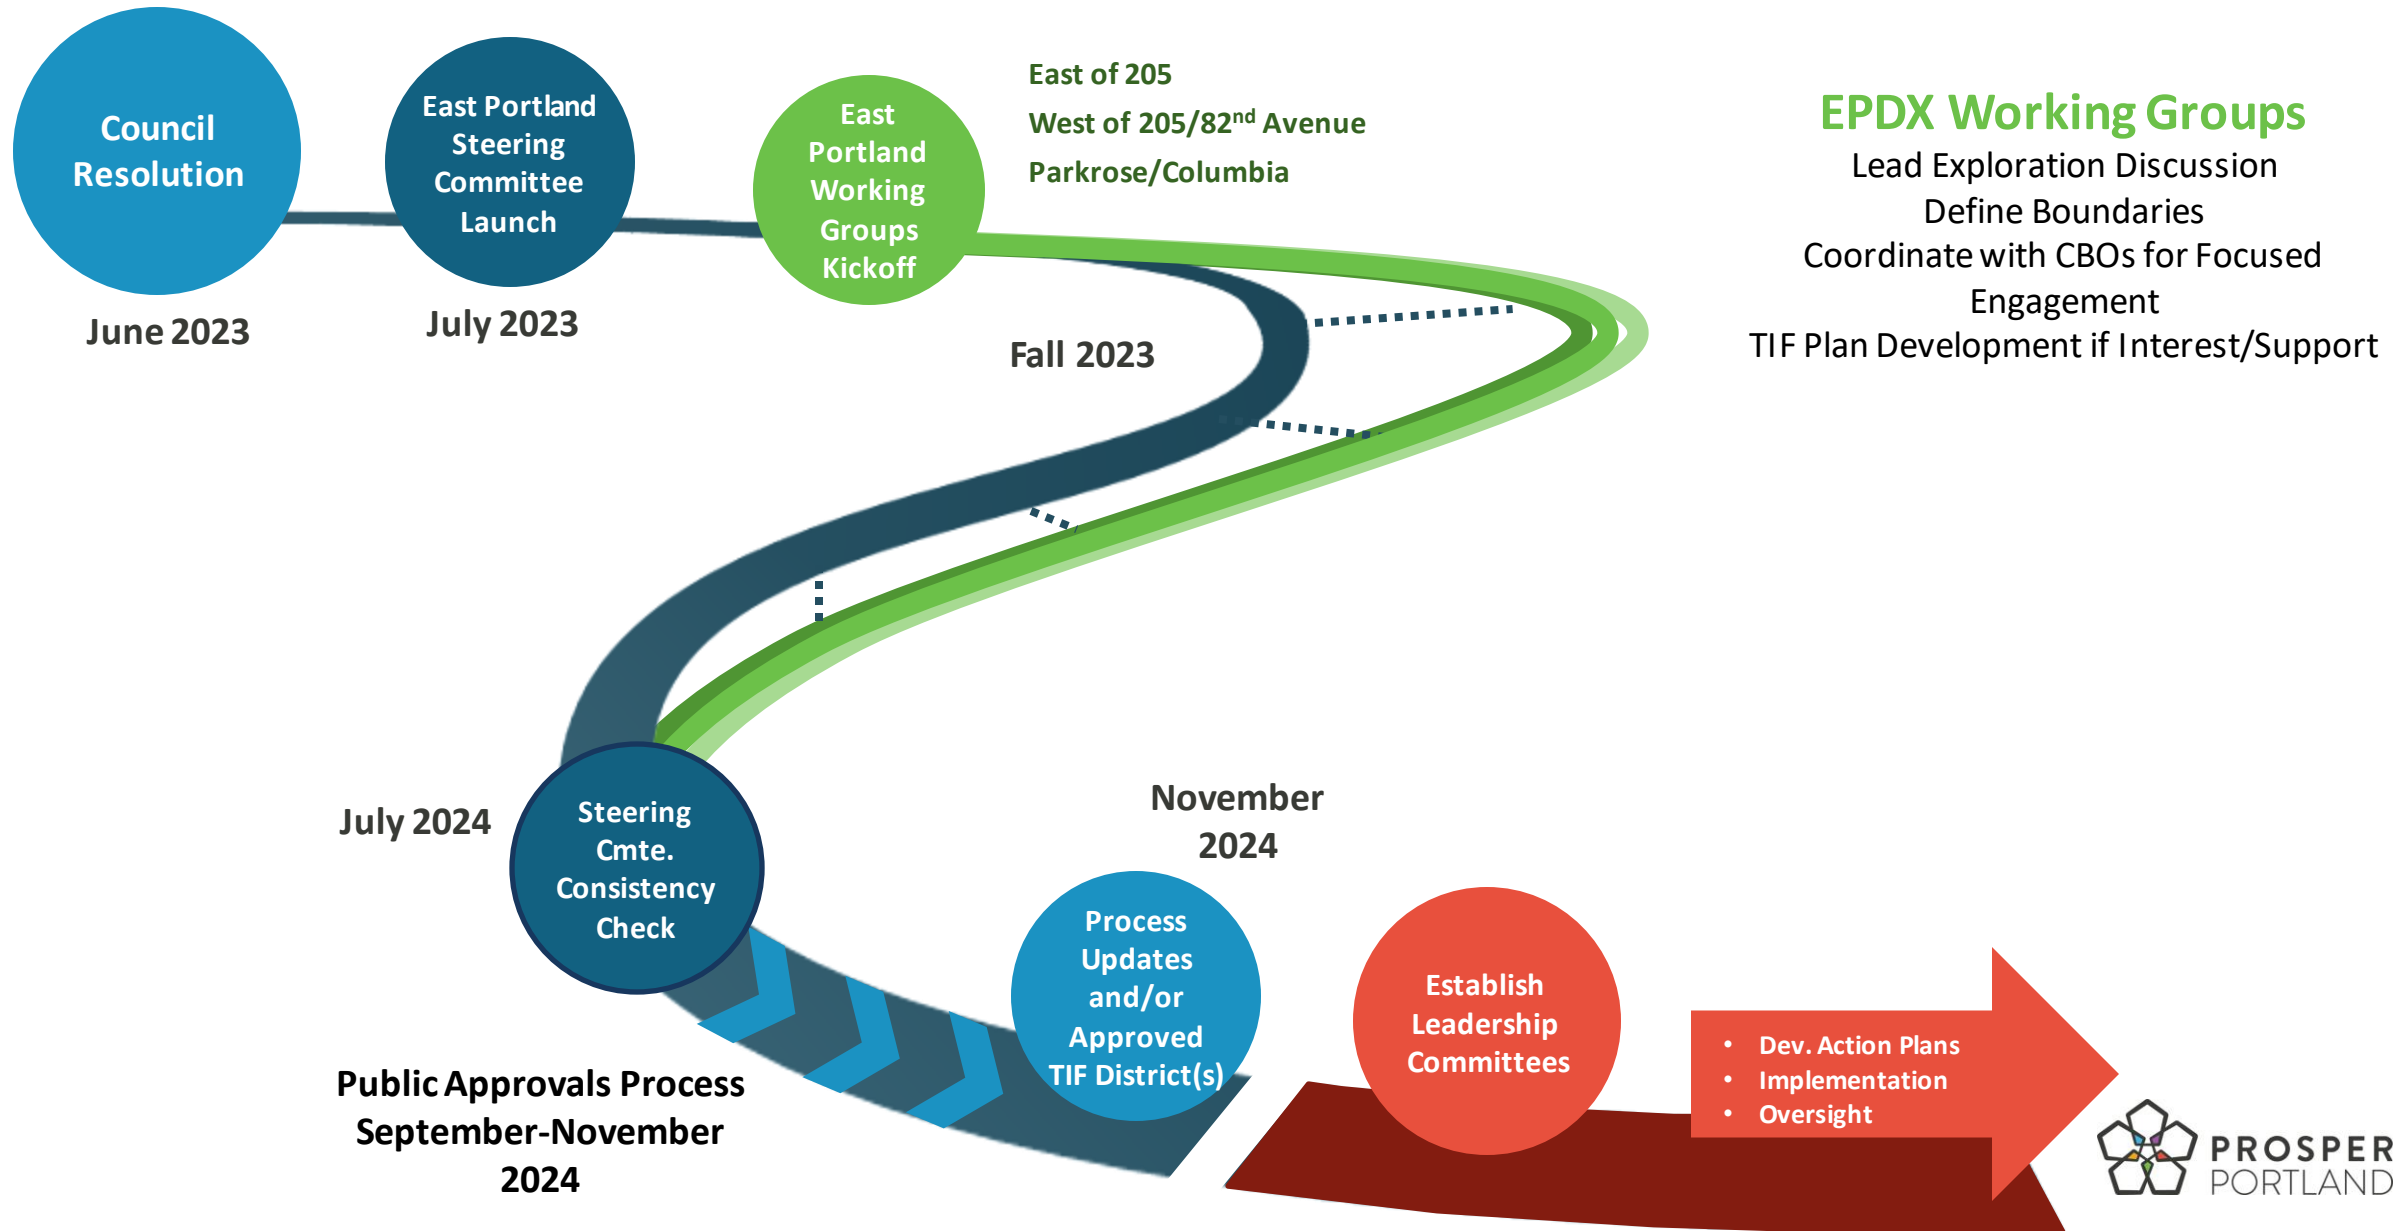 Council
Resolution
June 2023
East Portland
Steering
Committee
Launch
July 2023
East
Portland
Working
Groups
Kickoff
East of 205
West of 205/82nd Avenue
Parkrose/Columbia
Fall 2023
EPDX Working Groups
Lead Exploration Discussion
Define Boundaries
Coordinate with CBOs for Focused
Engagement
TIF Plan Development if Interest/Support
July 2024
Steering
Cmte.
Consistency
Check
Public Approvals Process
September-November
2024
November
2024
Process
Updates
and/or
Approved
TIF District(s)
Establish
Leadership
Committees
• Dev. Action Plans
• Implementation
• Oversight
PROSPER
PORTLAND